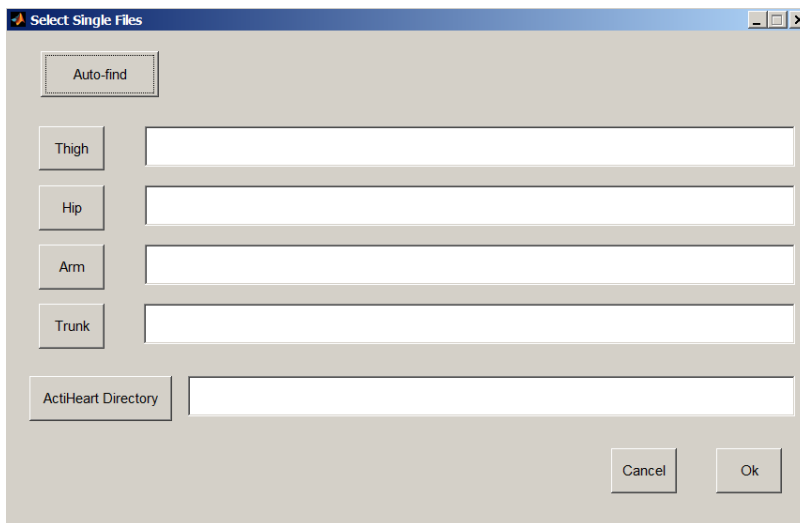 Select Single Files
Auto-find
Thigh
Hip
Arm
Trunk
ActiHeart Directory
Cancel
Ok